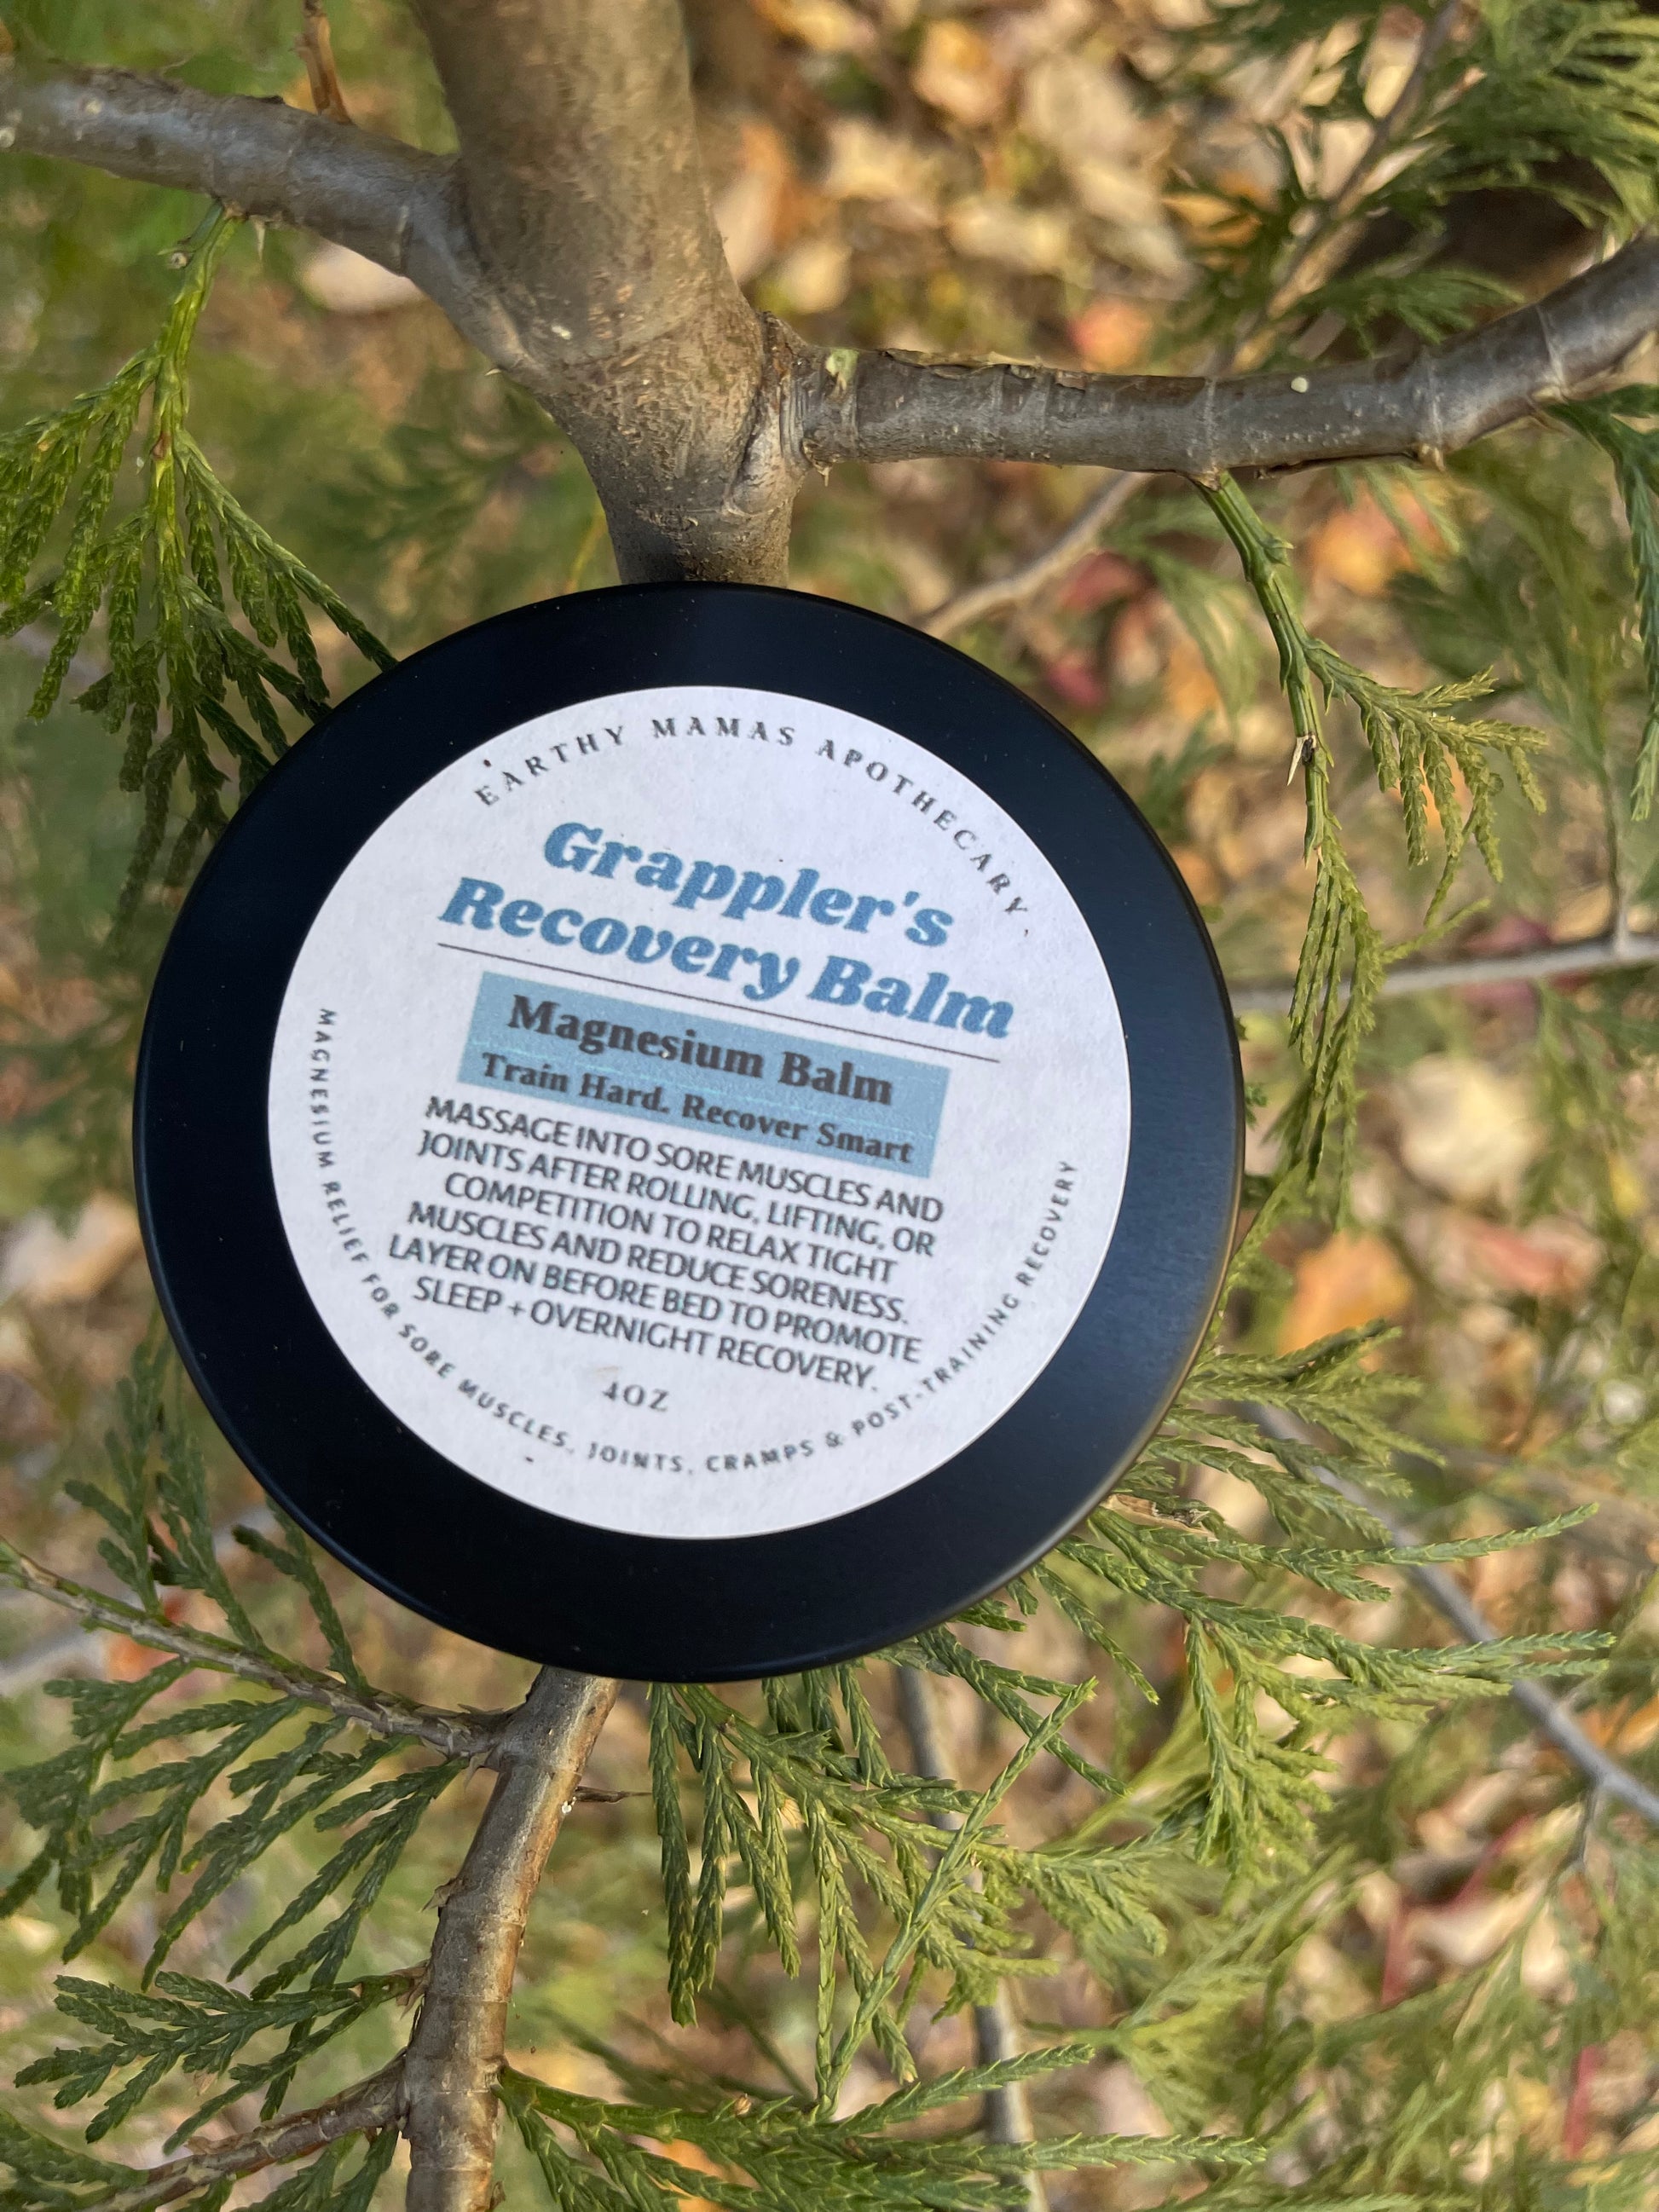 EARTHY MAMAS APOTHECARY
Grappler's
Recovery Balm
Magnesium Balm
Train Hard. Recover Smart
MASSAGE INTO SORE MUSCLES AND
JOINTS AFTER ROLLING, LIFTING, OR
COMPETITION TO RELAX TIGHT
MUSCLES AND REDUCE SORENESS.
LAYER ON BEFORE BED TO PROMOTE
SLEEP + OVERNIGHT RECOVERY.
4OZ
MAGNESIUM RELIEF FOR SORE MUSCLES, JOINTS, CRAMPS & POST-TRAINING RECOVERY